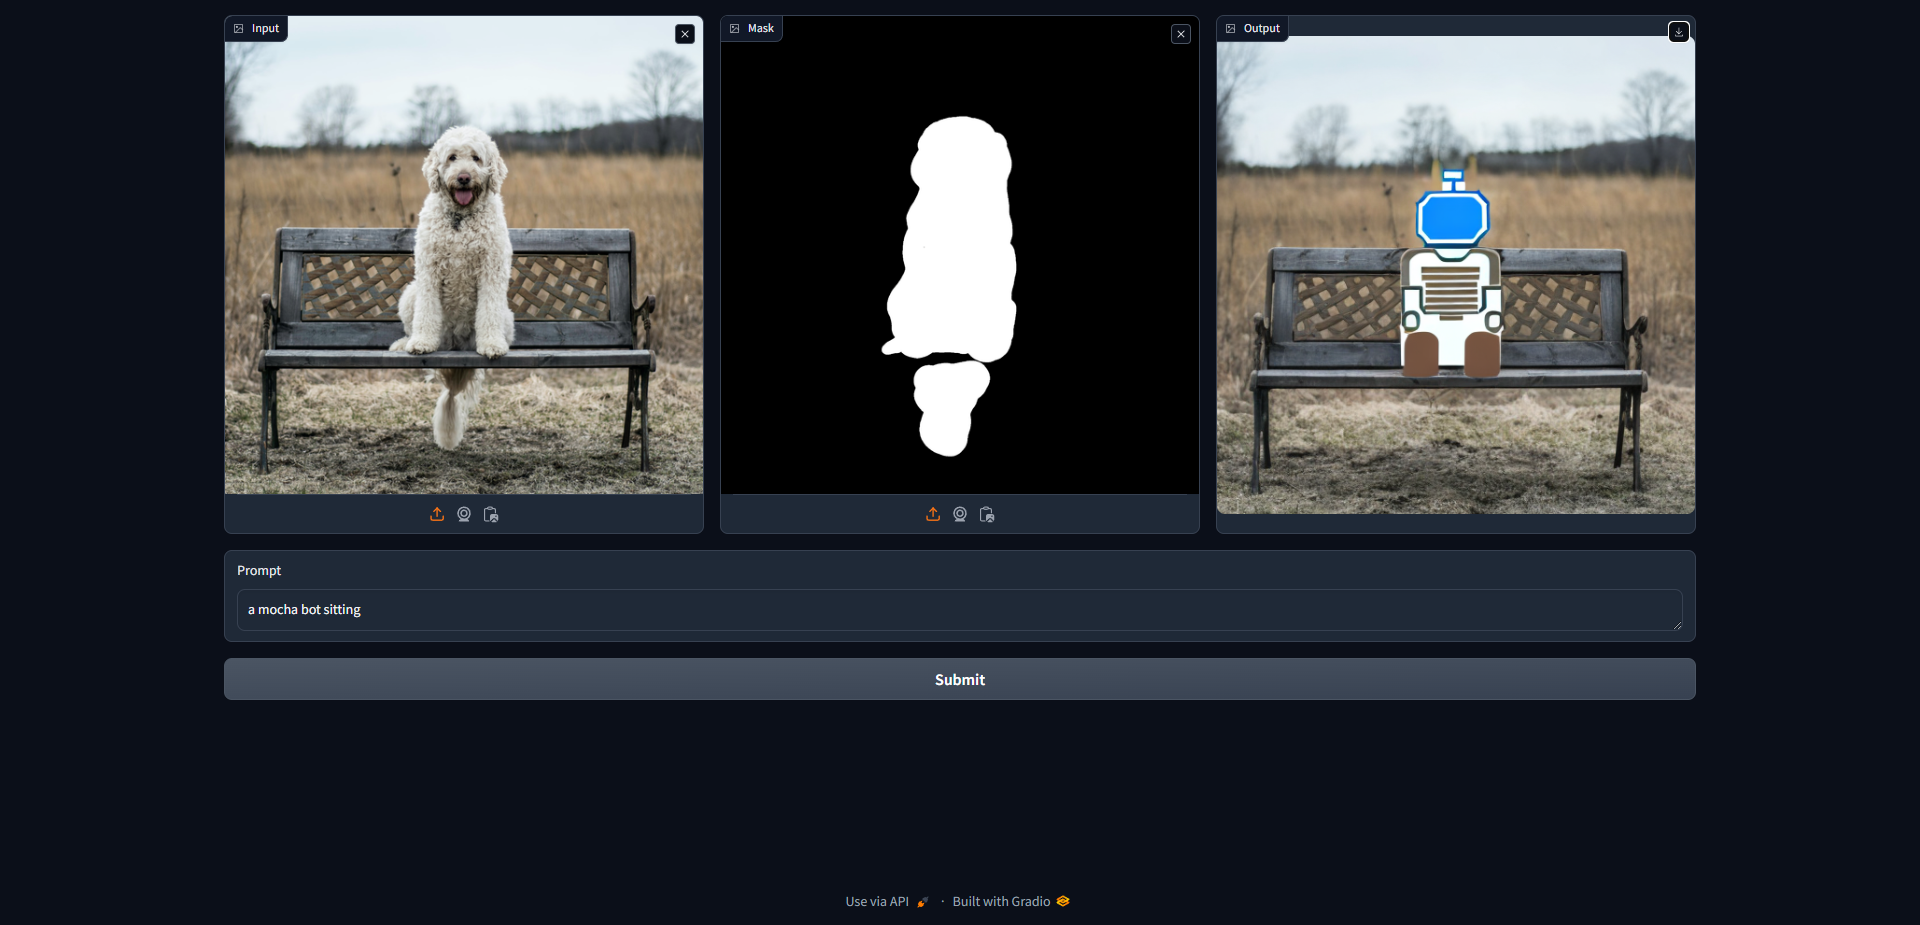 Input
Mask
Output
Prompt
a mocha bot sitting
Submit
Use via API · Built with Gradio